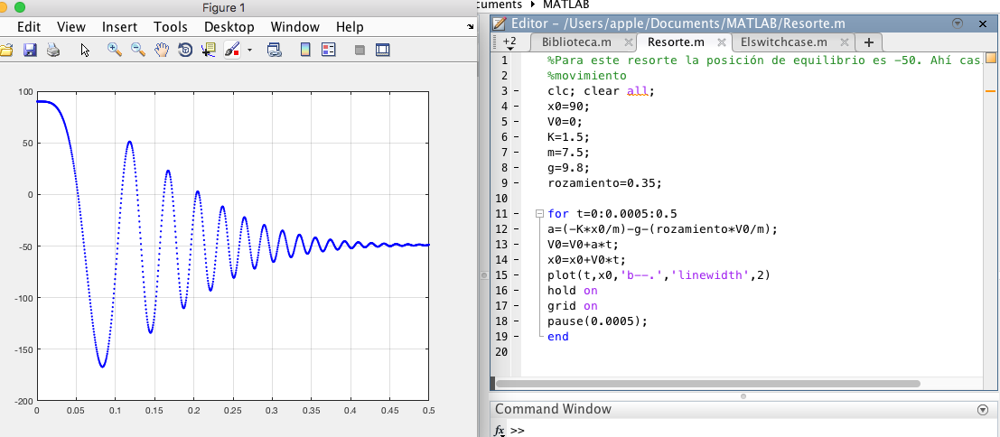 Figure 1
Edit View Insert Tools Desktop Window Help
100
50
0
-50
-100
-150
-200
0 0.05 0.1 0.15 0.2 0.25 0.3 0.35 0.4 0.45 0.5
cuments MATLAB
Editor – /Users/apple/Documents/MATLAB/Resorte.m
+2 Biblioteca.m Resorte.m Elswitchcase.m +
1 %Para este resorte la posición de equilibrio es -50. Ahí cas
2 %movimiento
3 - clc; clear all;
4 - x0=90;
5 - V0=0;
6 - K=1.5;
7 - m=7.5;
8 - g=9.8;
9 - rozamiento=0.35;
10
11 - for t=0:0.0005:0.5
12 - a=(-K*x0/m)-g-(rozamiento*V0/m);
13 - V0=V0+a*t;
14 - x0=x0+V0*t;
15 - plot(t,x0,'b--.','linewidth',2)
16 - hold on
17 - grid on
18 - pause(0.0005);
19 - end
20
Command Window
fx >>